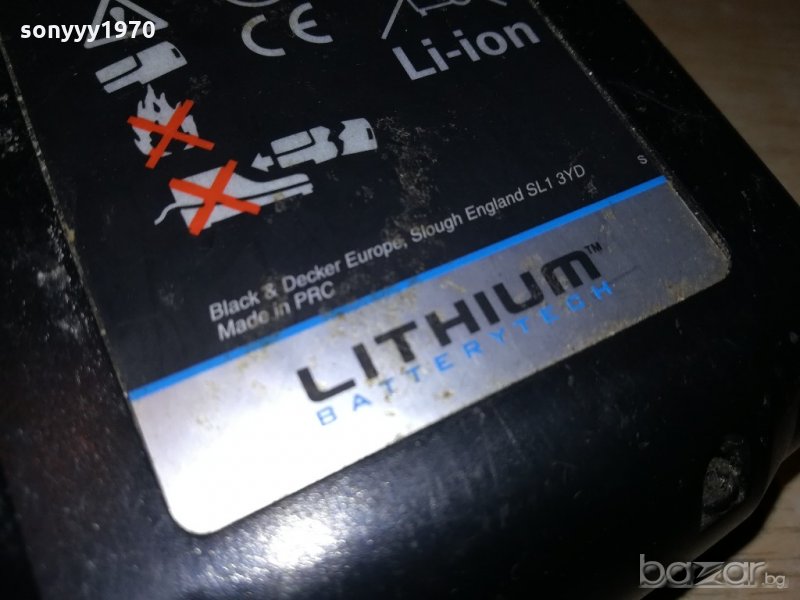 sonyyy1970
CE
Li-ion
S
Black & Decker Europe, Slough England SL1 3YD
Made in PRC
LITHIUM™
BATTERYTECH
bazar.bg